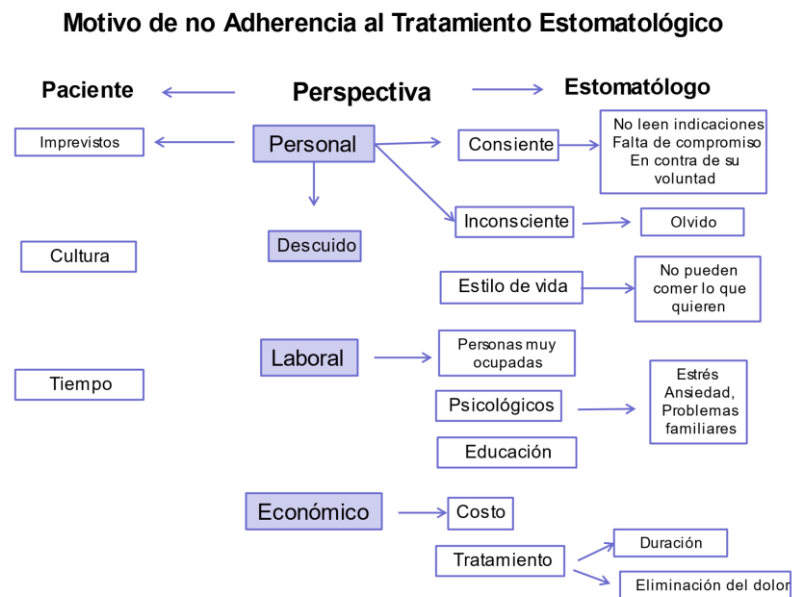 Motivo de no Adherencia al Tratamiento Estomatológico
Paciente
Perspectiva
Estomatólogo
Imprevistos
Personal
Consiente
No leen indicaciones
Falta de compromiso
En contra de su
voluntad
Inconsciente
Olvido
Descuido
Cultura
Estilo de vida
No pueden
comer lo que
quieren
Laboral
Personas muy
ocupadas
Tiempo
Psicológicos
Estrés
Ansiedad,
Problemas
familiares
Educación
Económico
Costo
Tratamiento
Duración
Eliminación del dolor